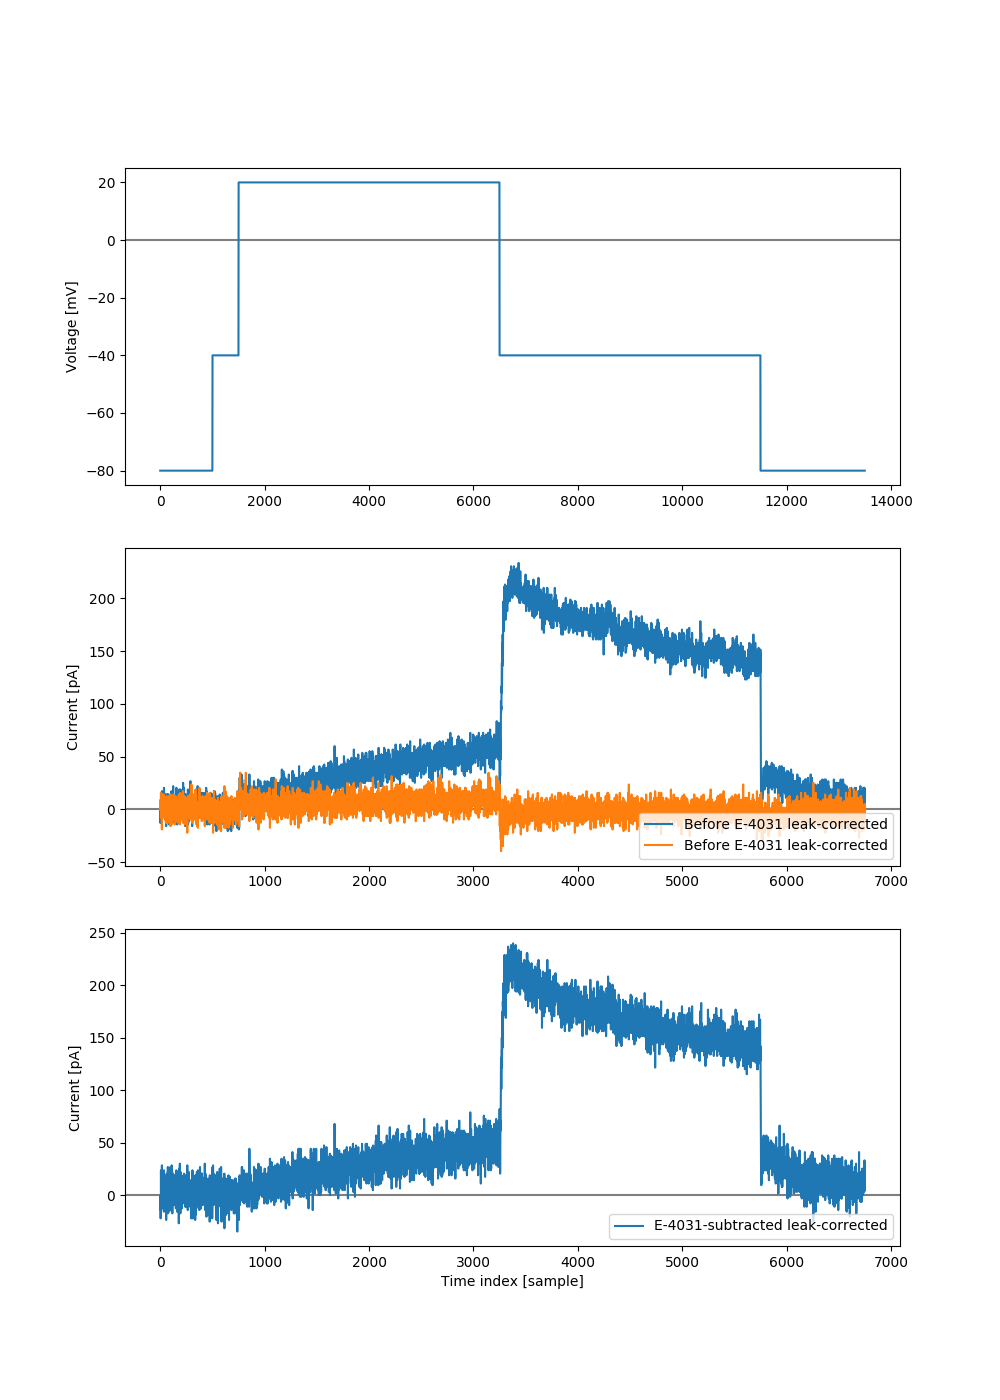 20
0
−20
−40
−60
−80
Voltage [mV]
0 2000 4000 6000 8000 10000 12000 14000
200
150
100
50
0
−50
Current [pA]
Before E-4031 leak-corrected
Before E-4031 leak-corrected
0 1000 2000 3000 4000 5000 6000 7000
250
200
150
100
50
0
Current [pA]
E-4031-subtracted leak-corrected
0 1000 2000 3000 4000 5000 6000 7000
Time index [sample]